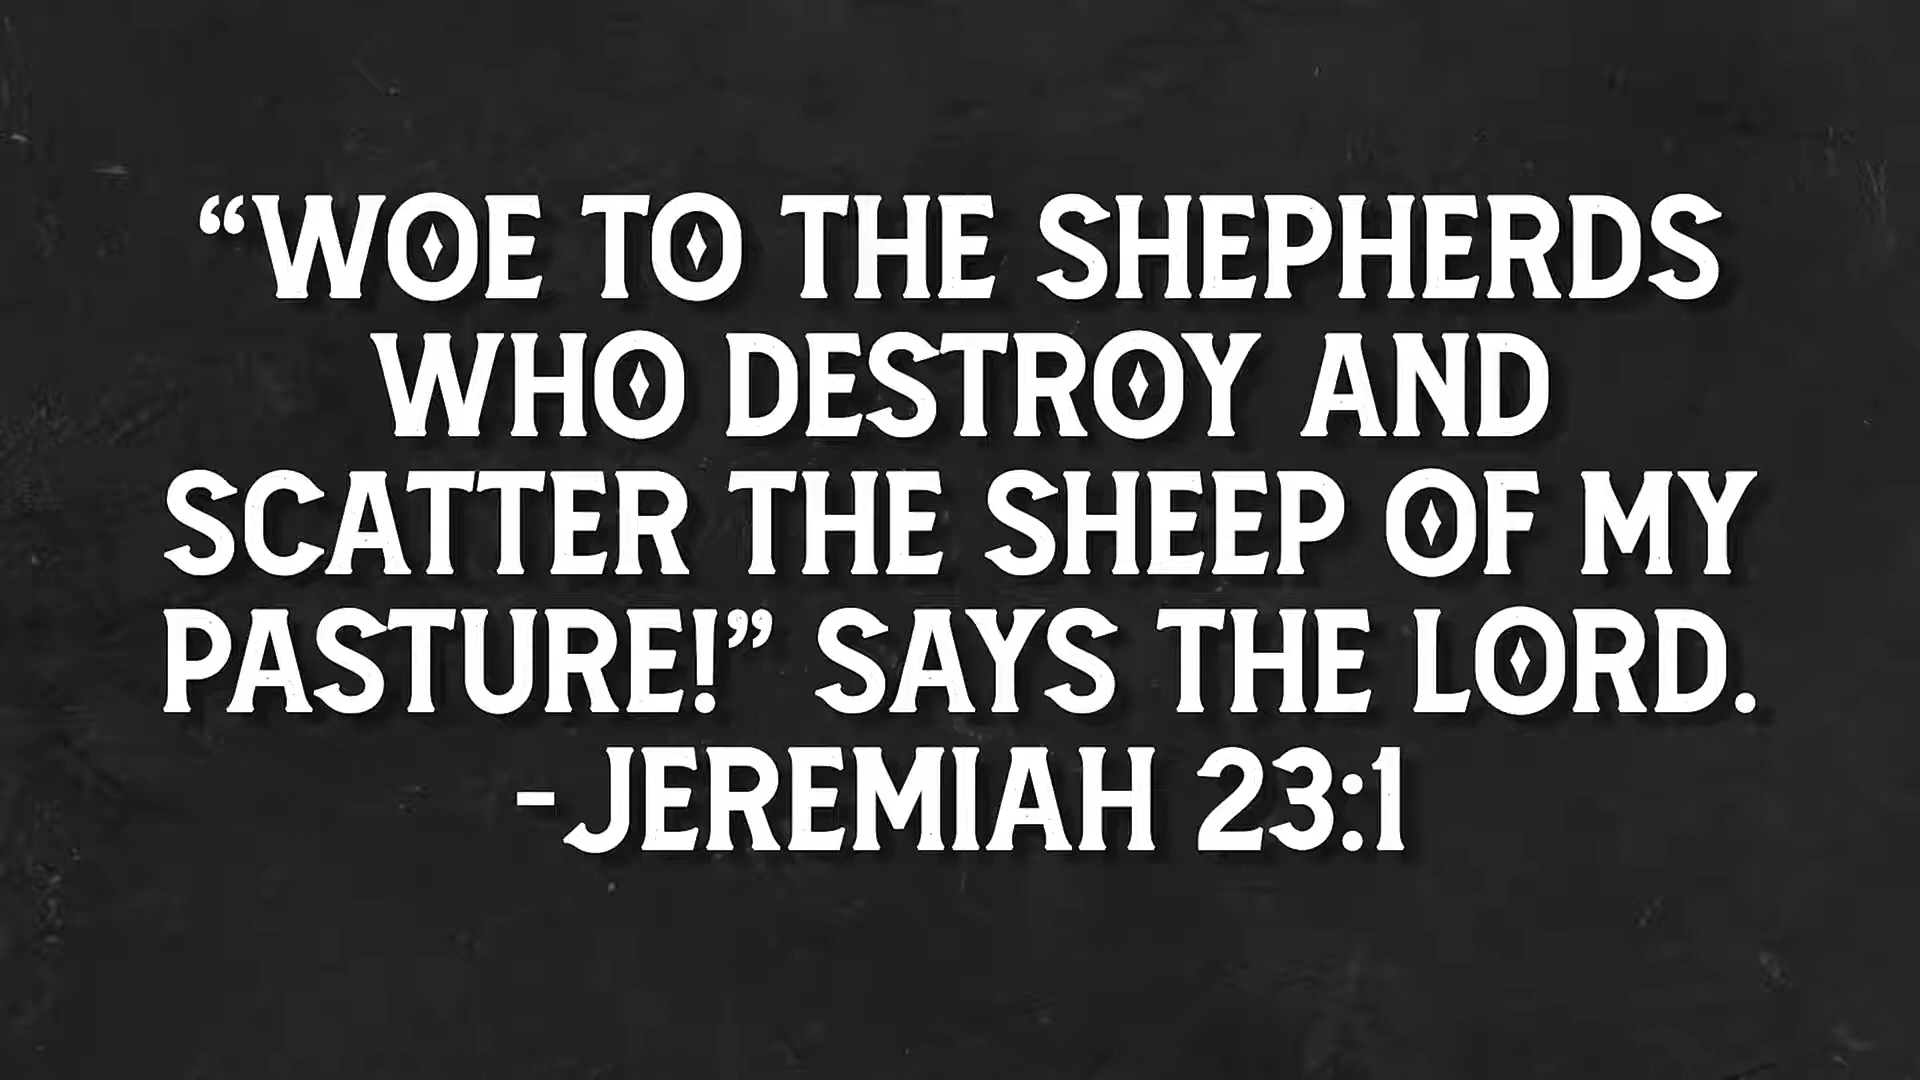 “WOE TO THE SHEPHERDS
WHO DESTROY AND
SCATTER THE SHEEP OF MY
PASTURE!” SAYS THE LORD.
-JEREMIAH 23:1